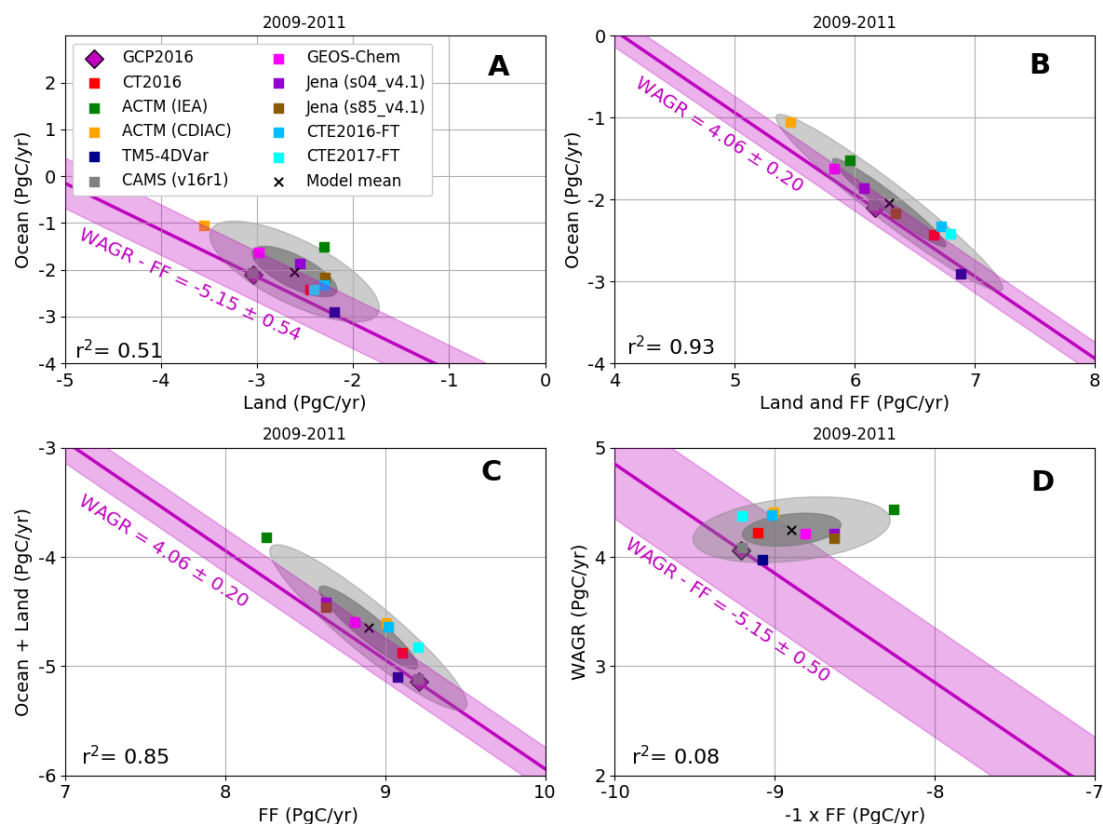 2009-2011
A
GCP2016
CT2016
ACTM (IEA)
ACTM (CDIAC)
TM5-4DVar
CAMS (v16r1)
GEOS-Chem
Jena (s04_v4.1)
Jena (s85_v4.1)
CTE2016-FT
CTE2017-FT
Model mean
2
1
0
-1
-2
-3
-4
Ocean (PgC/yr)
WAGR - FF = -5.15 ± 0.54
r²= 0.51
-5 -4 -3 -2 -1 0
Land (PgC/yr)
2009-2011
B
0
-1
-2
-3
-4
Ocean (PgC/yr)
WAGR = 4.06 ± 0.20
r²= 0.93
4 5 6 7 8
Land and FF (PgC/yr)
2009-2011
C
-3
-4
-5
-6
Ocean + Land (PgC/yr)
WAGR = 4.06 ± 0.20
r²= 0.85
7 8 9 10
FF (PgC/yr)
2009-2011
D
5
4
3
2
WAGR (PgC/yr)
WAGR - FF = -5.15 ± 0.50
r²= 0.08
-10 -9 -8 -7
-1 x FF (PgC/yr)